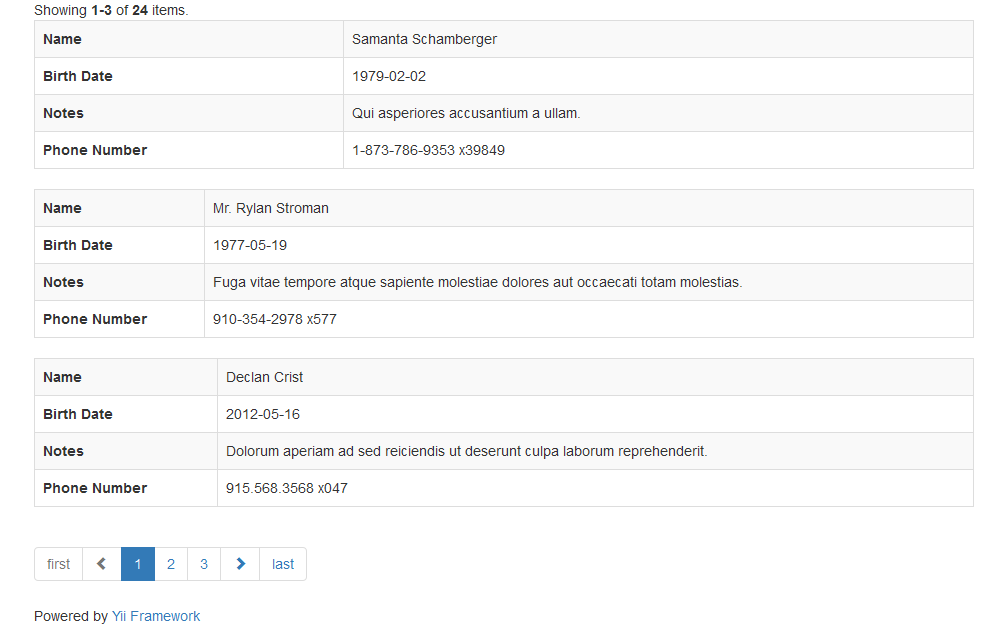 Showing 1-3 of 24 items.
Name Samanta Schamberger
Birth Date 1979-02-02
Notes Qui asperiores accusantium a ullam.
Phone Number 1-873-786-9353 x39849
Name Mr. Rylan Stroman
Birth Date 1977-05-19
Notes Fuga vitae tempore atque sapiente molestiae dolores aut occaecati totam molestias.
Phone Number 910-354-2978 x577
Name Declan Crist
Birth Date 2012-05-16
Notes Dolorum aperiam ad sed reiciendis ut deserunt culpa laborum reprehenderit.
Phone Number 915.568.3568 x047
first 1 2 3 last
Powered by Yii Framework